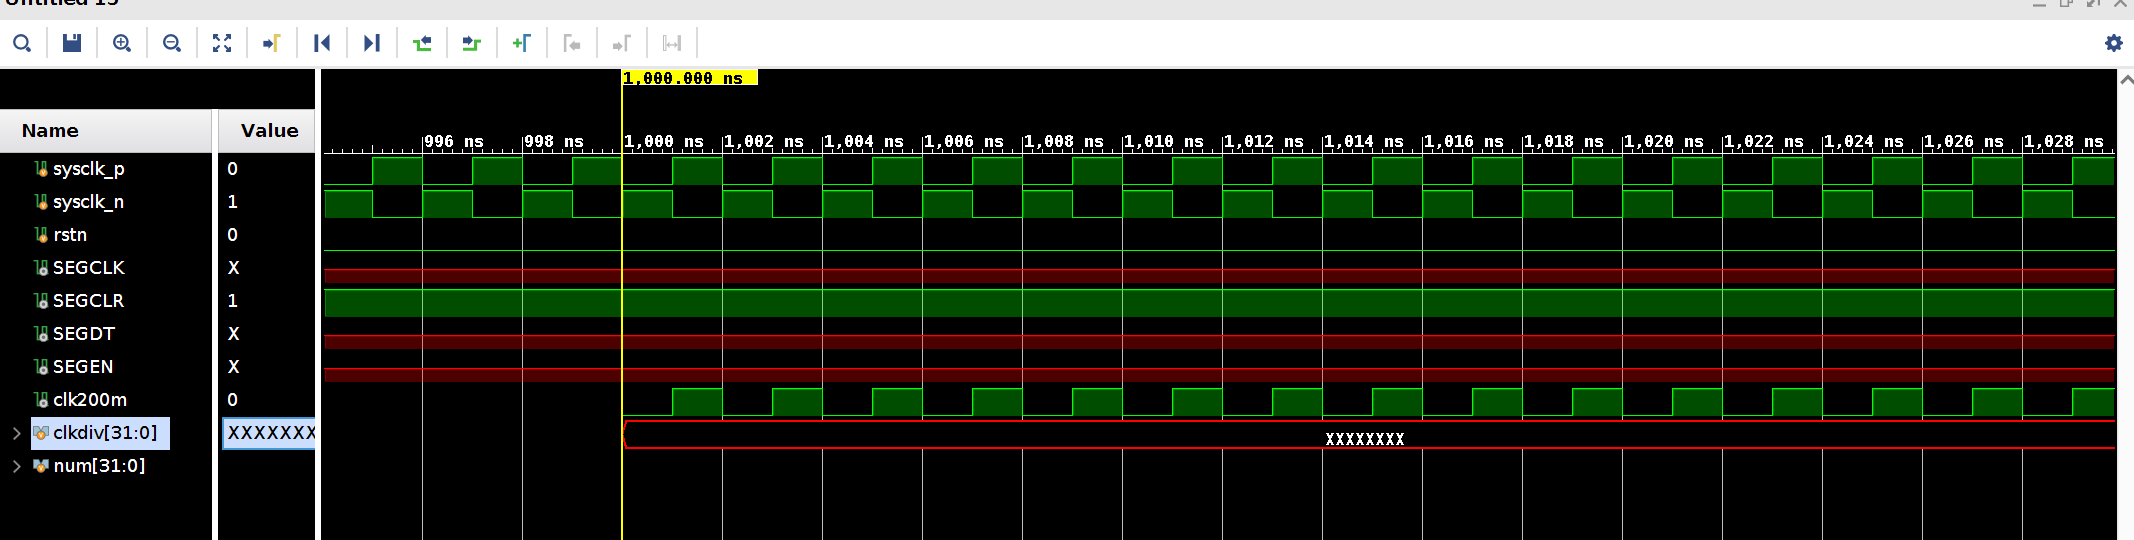 Untitled 15
1,000.000 ns
Name Value
996 ns 998 ns 1,000 ns 1,002 ns 1,004 ns 1,006 ns 1,008 ns 1,010 ns 1,012 ns 1,014 ns 1,016 ns 1,018 ns 1,020 ns 1,022 ns 1,024 ns 1,026 ns 1,028 ns
sysclk_p 0
sysclk_n 1
rstn 0
SEGCLK X
SEGCLR 1
SEGDT X
SEGEN X
clk200m 0
clkdiv[31:0] XXXXXXX XXXXXXXX
num[31:0]